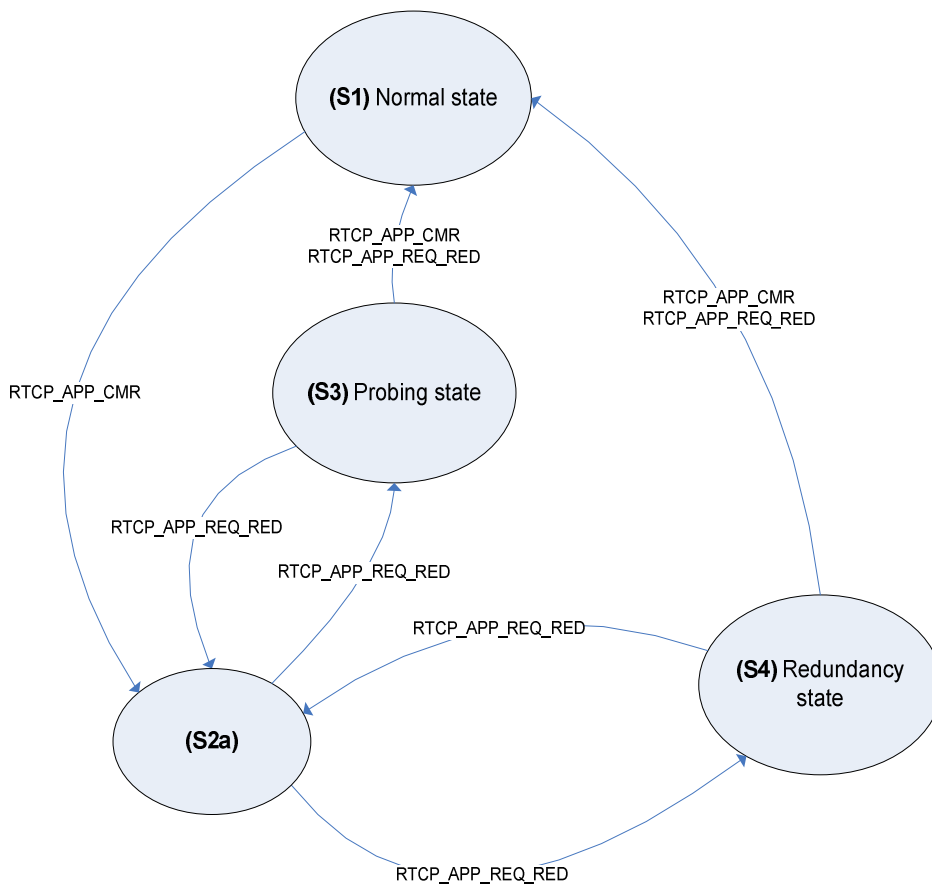 (S1) Normal state
RTCP_APP_CMR
RTCP_APP_REQ_RED
RTCP_APP_CMR
RTCP_APP_REQ_RED
RTCP_APP_CMR
(S3) Probing state
RTCP_APP_REQ_RED
RTCP_APP_REQ_RED
RTCP_APP_REQ_RED
(S4) Redundancy
state
(S2a)
RTCP_APP_REQ_RED